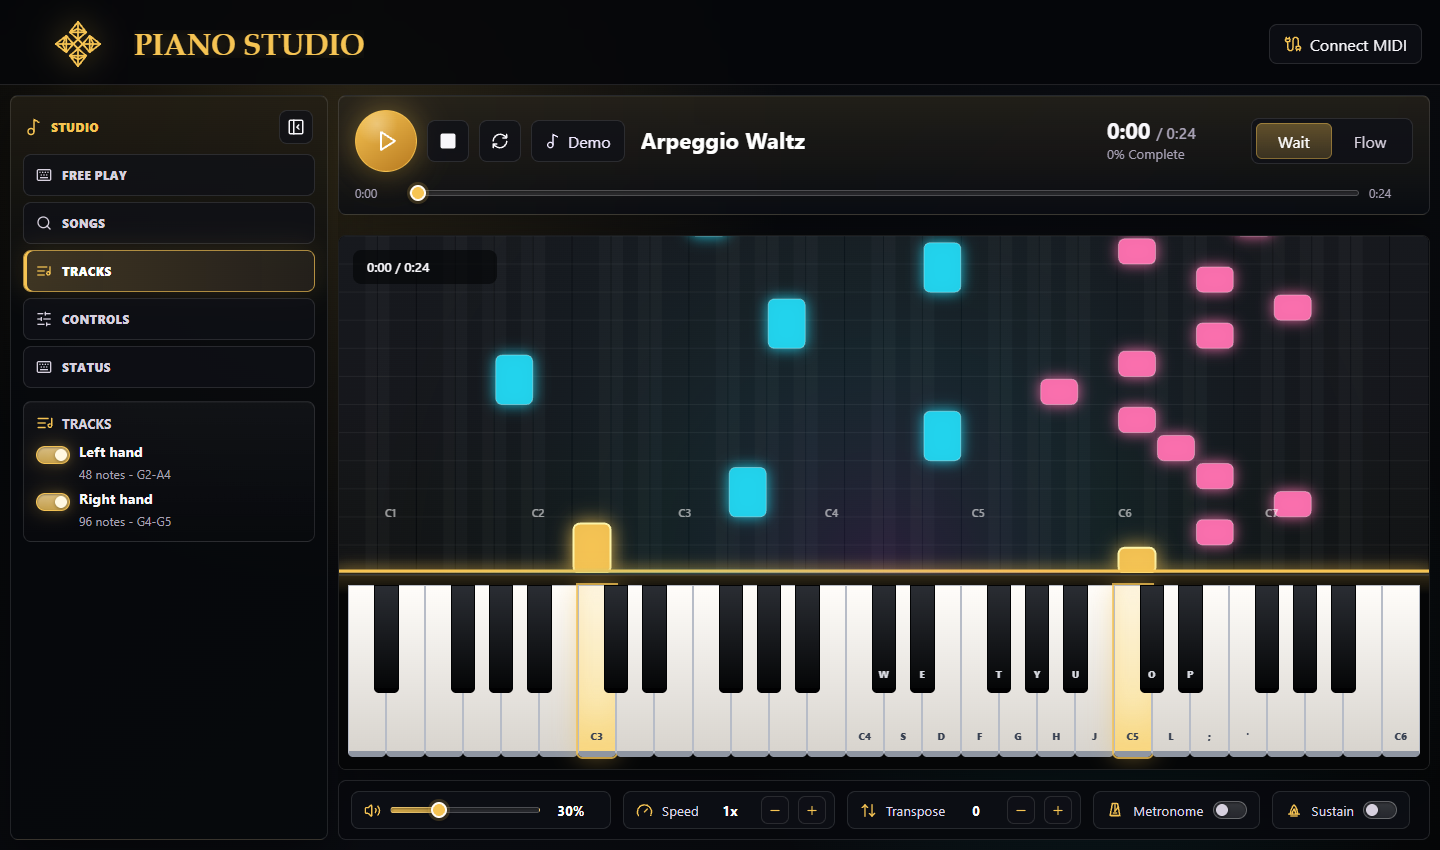 PIANO STUDIO
Connect MIDI
STUDIO
FREE PLAY
SONGS
TRACKS
CONTROLS
STATUS
TRACKS
Left hand
48 notes - G2-A4
Right hand
96 notes - G4-G5
Demo
Arpeggio Waltz
0:00 / 0:24
0% Complete
Wait
Flow
0:00
0:24
0:00 / 0:24
C1 C2 C3 C4 C5 C6 C7
W E T Y U O P
C3 C4 S D F G H J C5 L : ' C6
30%
Speed 1x − +
Transpose 0 − +
Metronome
Sustain